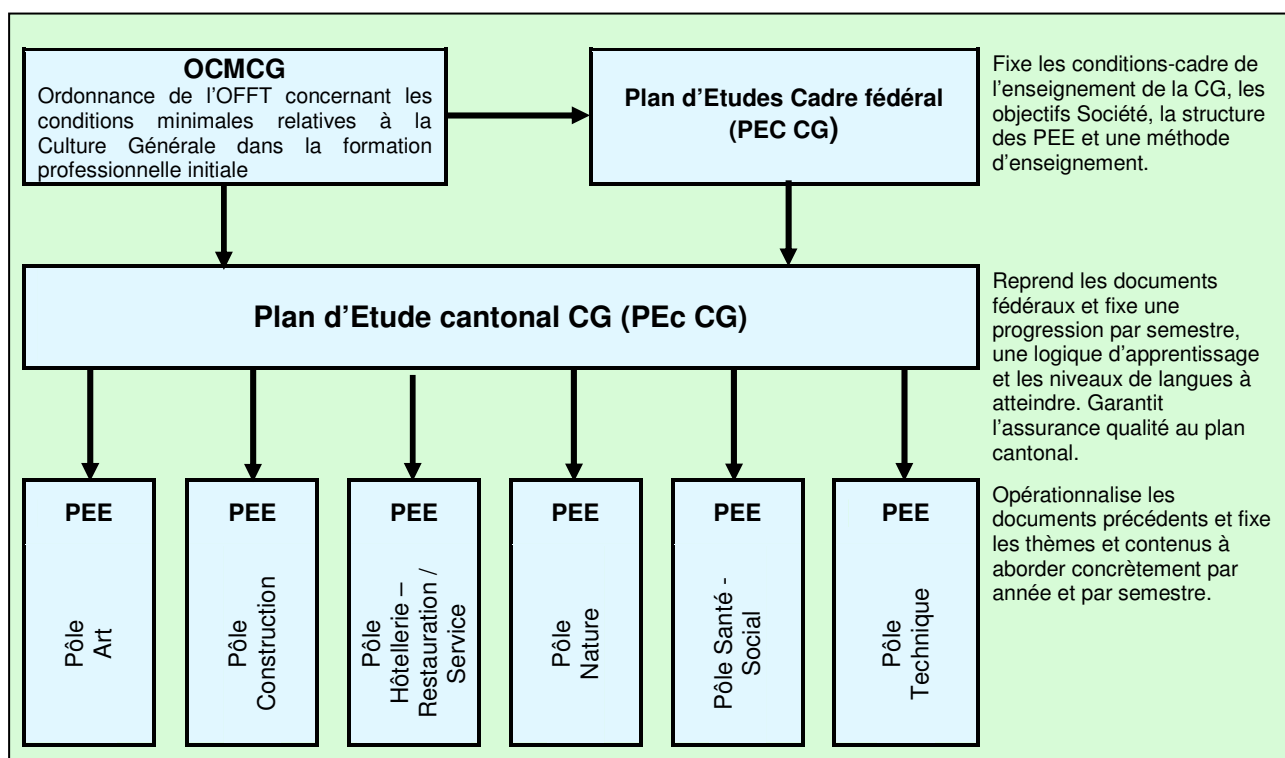 OCMCG
Ordonnance de l'OFFT concernant les
conditions minimales relatives à la
Culture Générale dans la formation
professionnelle initiale
Plan d'Etudes Cadre fédéral
(PEC CG)
Fixe les conditions-cadre de
l'enseignement de la CG, les
objectifs Société, la structure
des PEE et une méthode
d'enseignement.
Plan d'Etude cantonal CG (PEc CG)
Reprend les documents
fédéraux et fixe une
progression par semestre,
une logique d'apprentissage
et les niveaux de langues à
atteindre. Garantit
l'assurance qualité au plan
cantonal.
PEE
Pôle
Art
PEE
Pôle
Construction
PEE
Pôle
Hôtellerie –
Restauration /
Service
PEE
Pôle
Nature
PEE
Pôle Santé -
Social
PEE
Pôle
Technique
Opérationnalise les
documents précédents et fixe
les thèmes et contenus à
aborder concrètement par
année et par semestre.